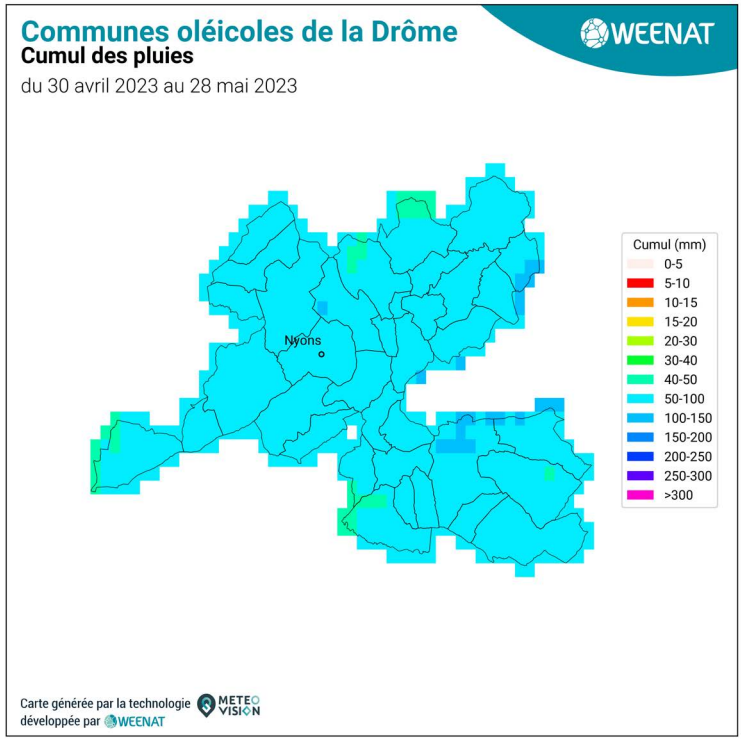 Communes oléicoles de la Drôme
Cumul des pluies
du 30 avril 2023 au 28 mai 2023
WEENAT
Nyons
Cumul (mm)
0-5
5-10
10-15
15-20
20-30
30-40
40-50
50-100
100-150
150-200
200-250
250-300
>300
Carte générée par la technologie
développée par WEENAT
METEO
VISION